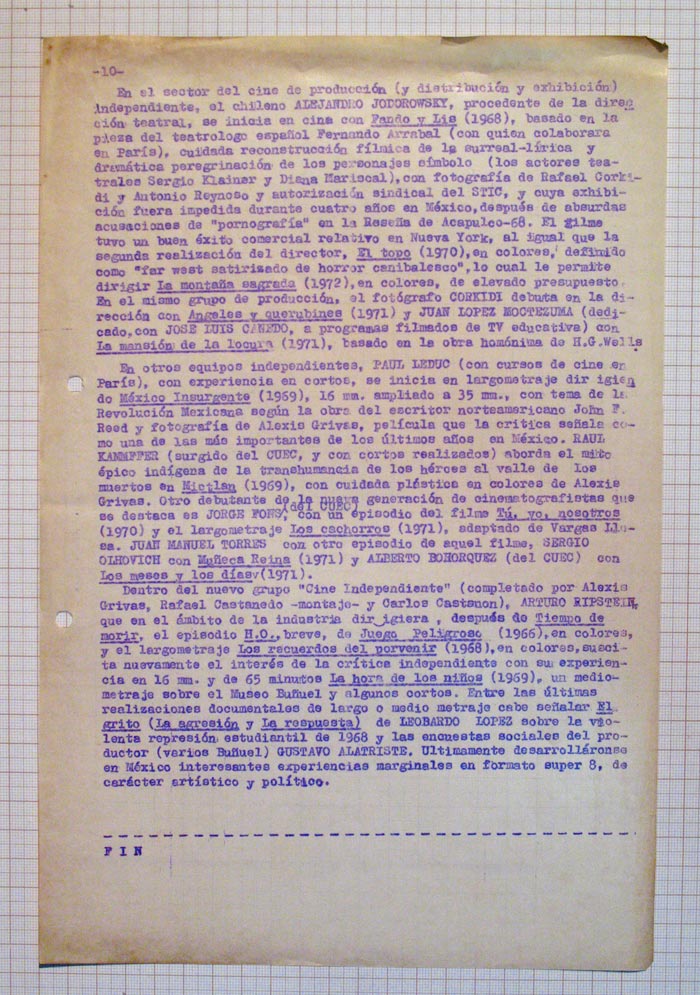 -10-
En el sector del cine de producción (y distribución y exhibición)
independiente, el chileno ALEJANDRO JODOROWSKY, procedente de la direc
ción teatral, se inicia en cine con Fando y Lis (1968), basado en la
pieza del teatrologo español Fernando Arrabal (con quien colaborara
en París), cuidada reconstrucción fílmica de la surreal-lírica y
dramática peregrinación de los personajes símbolo (los actores tea-
trales Sergio Klainer y Diana Mariscal), con fotografía de Rafael Corki-
di y Antonio Reynoso y autorización sindical del STIC, y cuya exhibi-
ción fuera impedida durante cuatro años en México, después de absurdas
acusaciones de "pornografía" en la Reseña de Acapulco-68. El filme
tuvo un buen éxito comercial relativo en Nueva York, al igual que la
segunda realización del director, El topo (1970), en colores, definido
como "far west satirizado de horror canibalesco", lo cual le permite
dirigir La montaña sagrada (1972), en colores, de elevado presupuesto.
En el mismo grupo de producción, el fotógrafo CORKIDI debuta en la di-
rección con Angeles y querubines (1971) y JUAN LOPEZ MOCTEZUMA (dedi-
cado, con JOSE LUIS CANEDO, a programas filmados de TV educativa) con
La mansión de la locura (1971), basado en la obra homónima de H.G.Wells
En otros equipos independientes, PAUL LEDUC (con cursos de cine en
París), con experiencia en cortos, se inicia en largometraje dir igien
do México Insurgente (1969), 16 mm. ampliado a 35 mm., con tema de la
Revolución Mexicana según la obra del escritor norteamericano John F.
Reed y fotografía de Alexis Grivas, película que la crítica señala co-
mo una de las más importantes de los últimos años en México. RAUL
KAMMFFER (surgido del CUEC, y con cortos realizados) aborda el mito
épico indígena de la transhumancia de los héroes al valle de los
muertos en Mictlan (1969), con cuidada plástica en colores de Alexis
Grivas. Otro debutante de la nueva generación de cinematografistas que
(del CUEC)
se destaca es JORGE FONS, con un episodio del filme Tú, yo, nosotros
(1970) y el largometraje Los cachorros (1971), adaptado de Vargas Llo-
sa. JUAN MANUEL TORRES con otro episodio de aquel filme, SERGIO
OLHOVICH con Muñeca Reina (1971) y ALBERTO BOHORQUEZ (del CUEC) con
Los meses y los días (1971).
Dentro del nuevo grupo "Cine Independiente" (completado por Alexis
Grivas, Rafael Castanedo -montaje- y Carlos Castanon), ARTURO RIPSTEIN,
que en el ámbito de la industria dir igiera , después de Tiempo de
morir, el episodio H.O., breve, de Juego Peligroso (1966), en colores,
y el largometraje Los recuerdos del porvenir (1968), en colores, susci-
ta nuevamente el interés de la crítica independiente con su experien-
cia en 16 mm. y de 65 minutos La hora de los niños (1969), un medio-
metraje sobre el Museo Buñuel y algunos cortos. Entre las últimas
realizaciones documentales de largo o medio metraje cabe señalar El
grito (La agresión y La respuesta) de LEOBARDO LOPEZ sobre la vio-
lenta represión estudiantil de 1968 y las encuestas sociales del pro-
ductor (varios Buñuel) GUSTAVO ALATRISTE. Ultimamente desarrolláronse
en México interesantes experiencias marginales en formato super 8, de
carácter artístico y político.
F I N